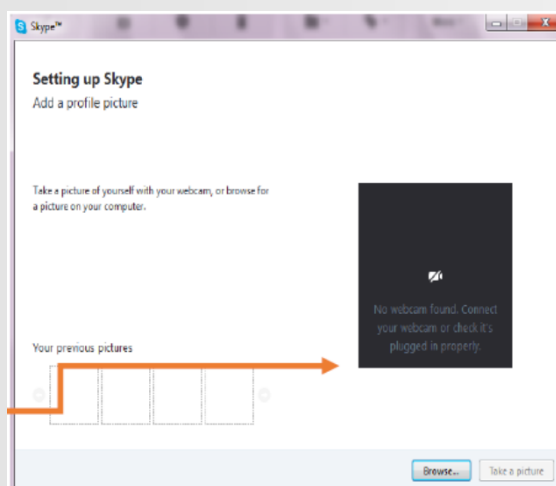 Skype™
Setting up Skype
Add a profile picture
Take a picture of yourself with your webcam, or browse for
a picture on your computer.
No webcam found. Connect
your webcam or check it's
plugged in properly.
Your previous pictures
Browse...
Take a picture